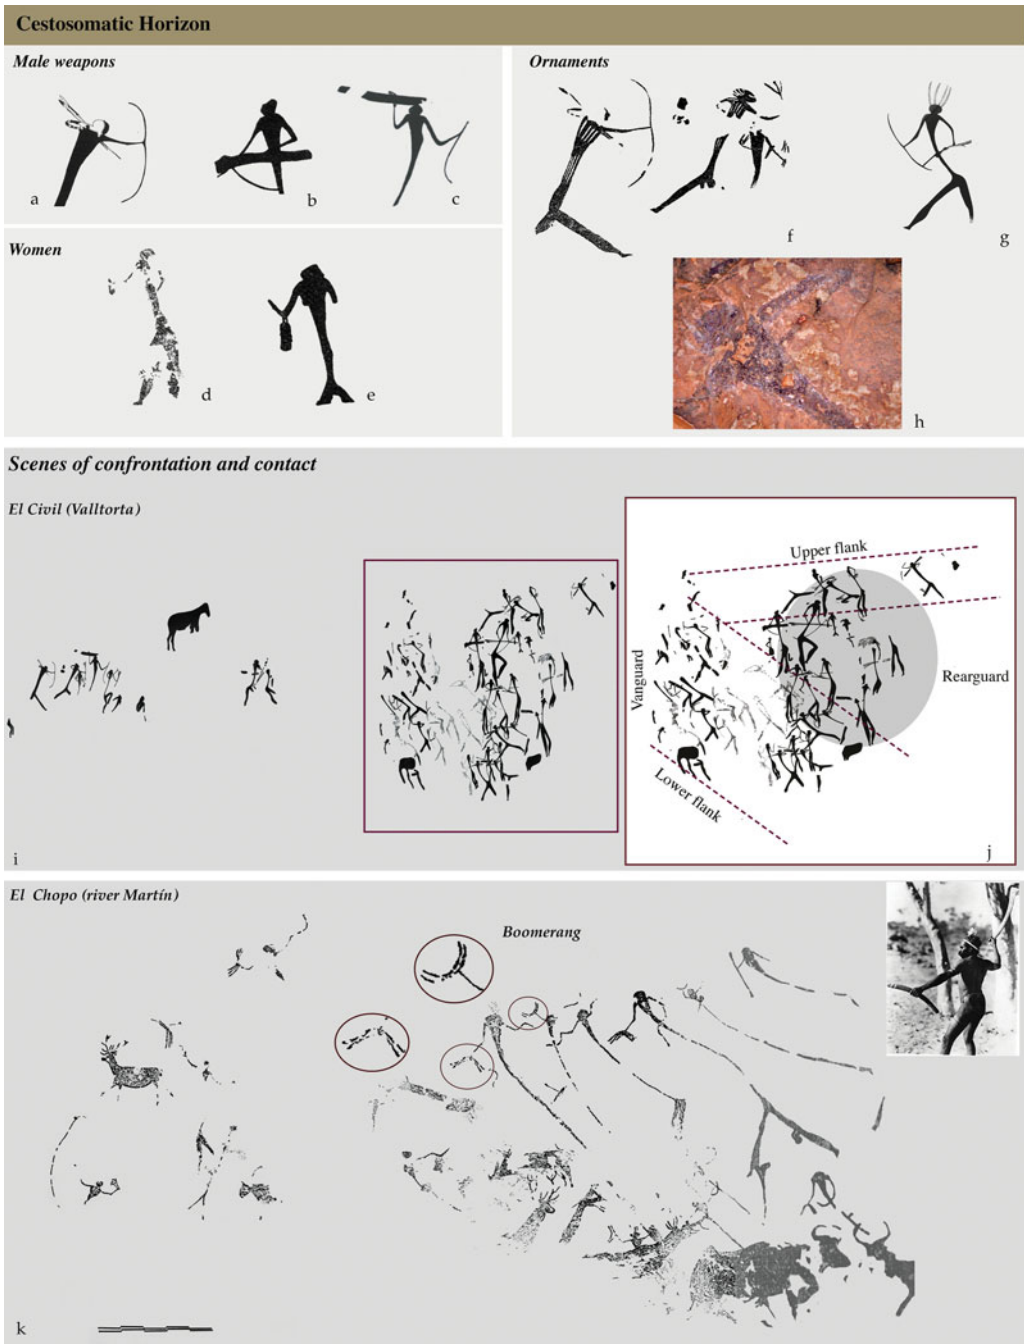 Cestosomatic Horizon
Male weapons
a
b
c
Women
d
e
Ornaments
f
g
h
Scenes of confrontation and contact
El Civil (Valltorta)
i
Upper flank
Vanguard
Rearguard
Lower flank
j
El Chopo (river Martín)
Boomerang
k